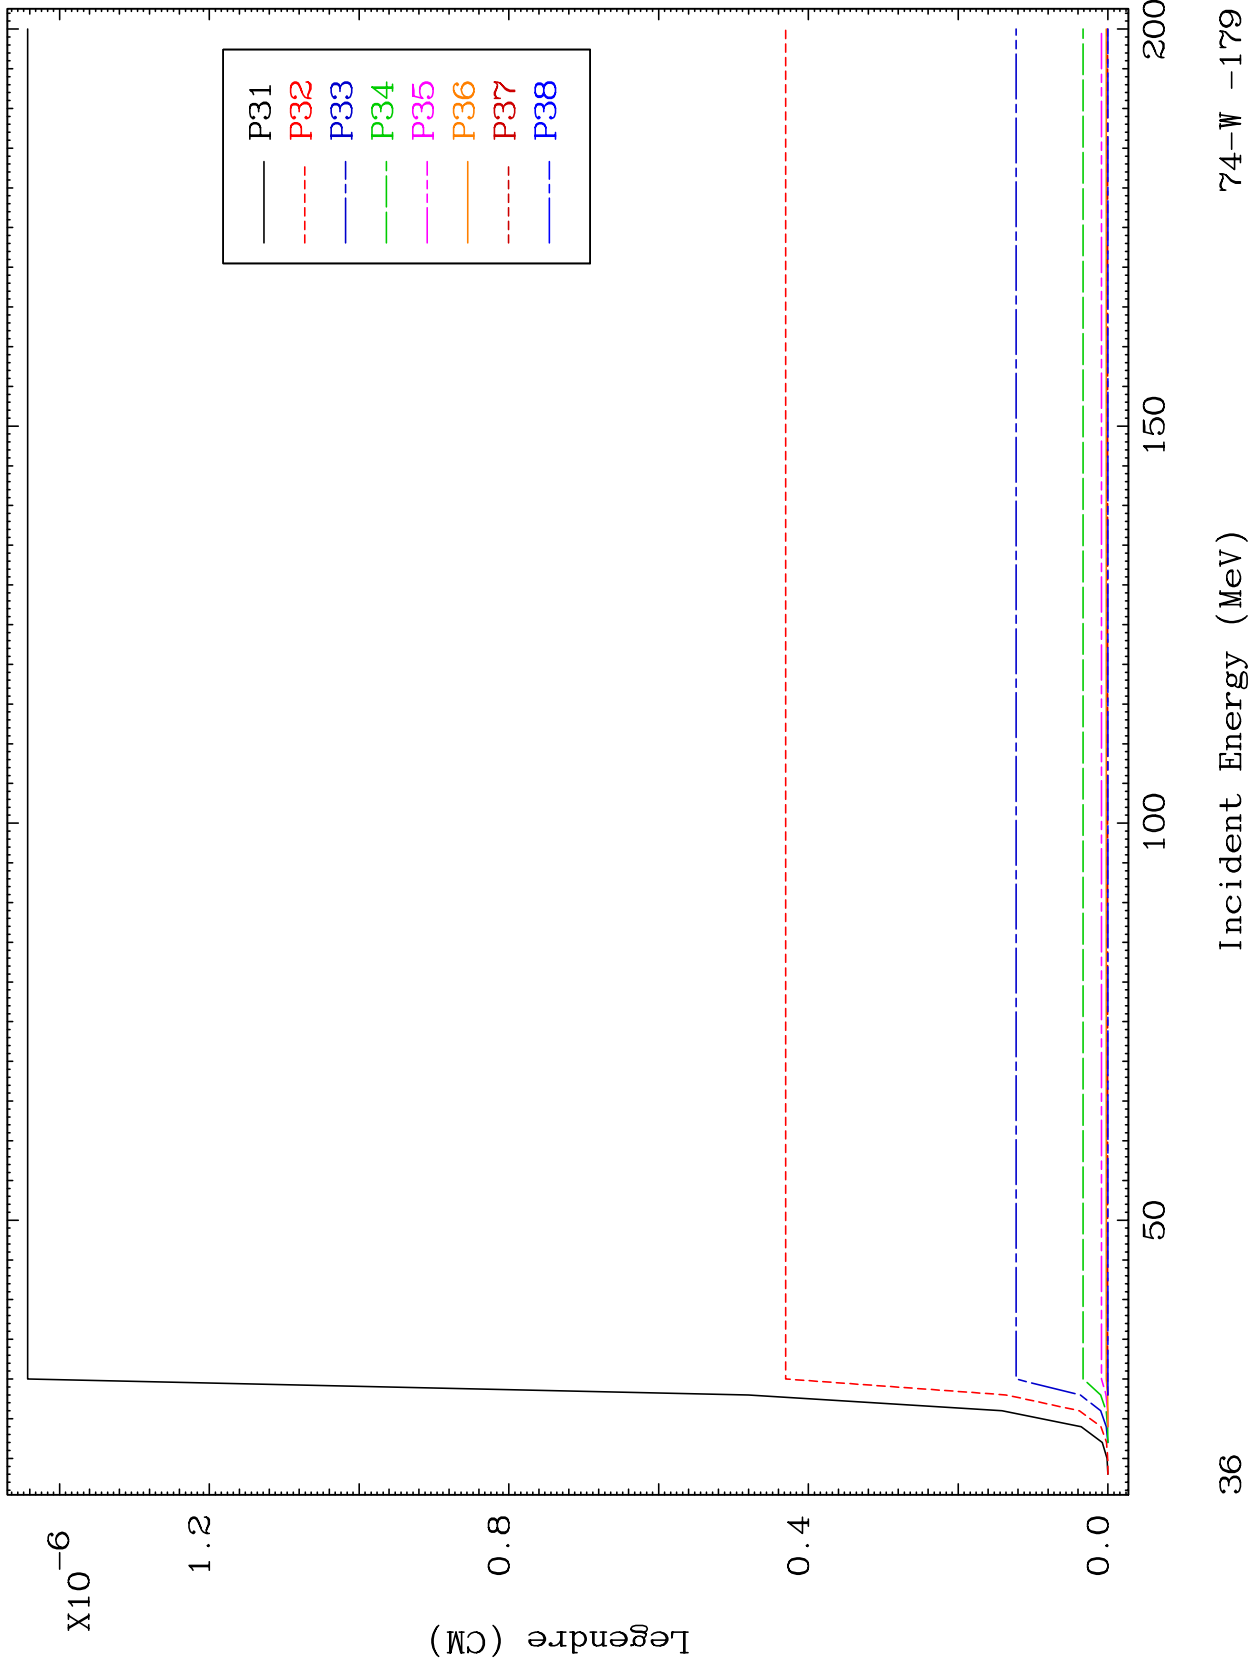 X10-6
1.2
0.8
0.4
0.0
Legendre (CM)
P31
P32
P33
P34
P35
P36
P37
P38
50
100
150
200
Incident Energy (MeV)
36
74-W -179